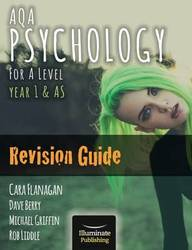 AQA
PSYCHOLOGY
FOR A LEVEL
YEAR 1 & AS
Revision Guide
CARA FLANAGAN
DAVE BERRY
MICHAEL GRIFFIN
ROB LIDDLE
Illuminate
Publishing